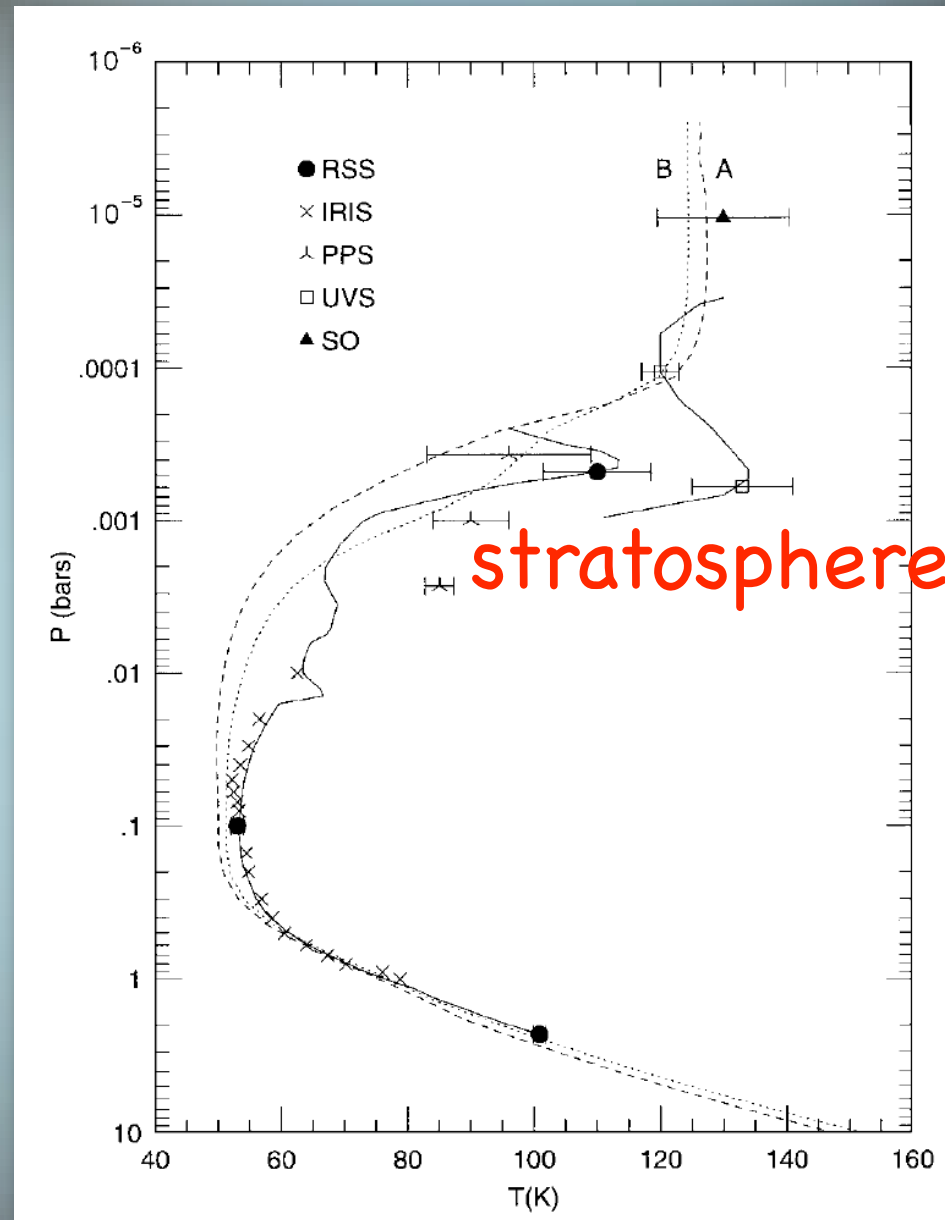 10-6
B A
RSS
10-5
IRIS
PPS
UVS
SO
.0001
.001
stratosphere
P (bars)
.01
.1
1
10
40 60 80 100 120 140 160
T(K)